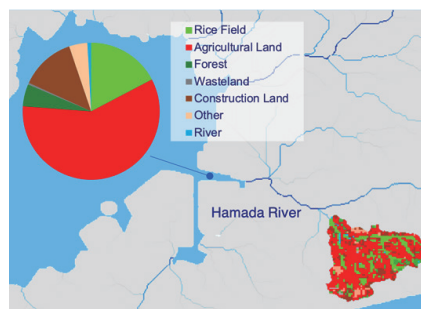 Rice Field
Agricultural Land
Forest
Wasteland
Construction Land
Other
River
Hamada River